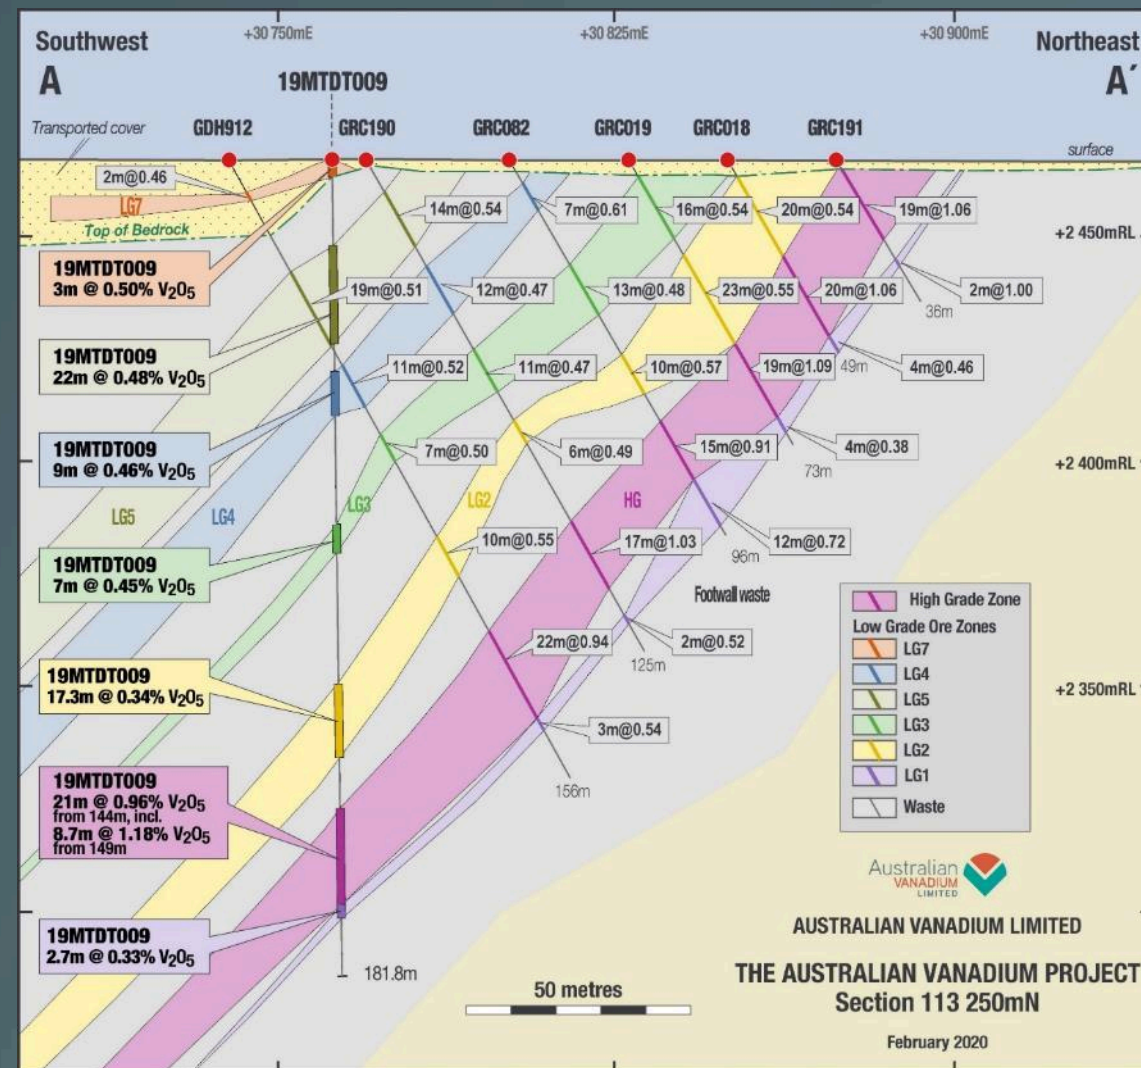 Southwest
+30 750mE
+30 825mE
+30 900mE
Northeast
A
A´
19MTDT009
Transported cover
GDH912
GRC190
GRC082
GRC019
GRC018
GRC191
surface
2m@0.46
LG7
Top of Bedrock
14m@0.54
7m@0.61
16m@0.54
20m@0.54
19m@1.06
+2 450mRL
19MTDT009
3m @ 0.50% V2O5
19m@0.51
12m@0.47
13m@0.48
23m@0.55
20m@1.06
2m@1.00
36m
19MTDT009
22m @ 0.48% V2O5
11m@0.52
11m@0.47
10m@0.57
19m@1.09
49m
4m@0.46
19MTDT009
9m @ 0.46% V2O5
7m@0.50
6m@0.49
15m@0.91
4m@0.38
73m
+2 400mRL
LG5
LG4
LG3
LG2
HG
10m@0.55
17m@1.03
12m@0.72
96m
19MTDT009
7m @ 0.45% V2O5
Footwall waste
22m@0.94
2m@0.52
125m
19MTDT009
17.3m @ 0.34% V2O5
3m@0.54
156m
+2 350mRL
High Grade Zone
Low Grade Ore Zones
LG7
LG4
LG5
LG3
LG2
LG1
Waste
19MTDT009
21m @ 0.96% V2O5
from 144m, incl.
8.7m @ 1.18% V2O5
from 149m
19MTDT009
2.7m @ 0.33% V2O5
181.8m
50 metres
Australian
VANADIUM
LIMITED
AUSTRALIAN VANADIUM LIMITED
THE AUSTRALIAN VANADIUM PROJECT
Section 113 250mN
February 2020